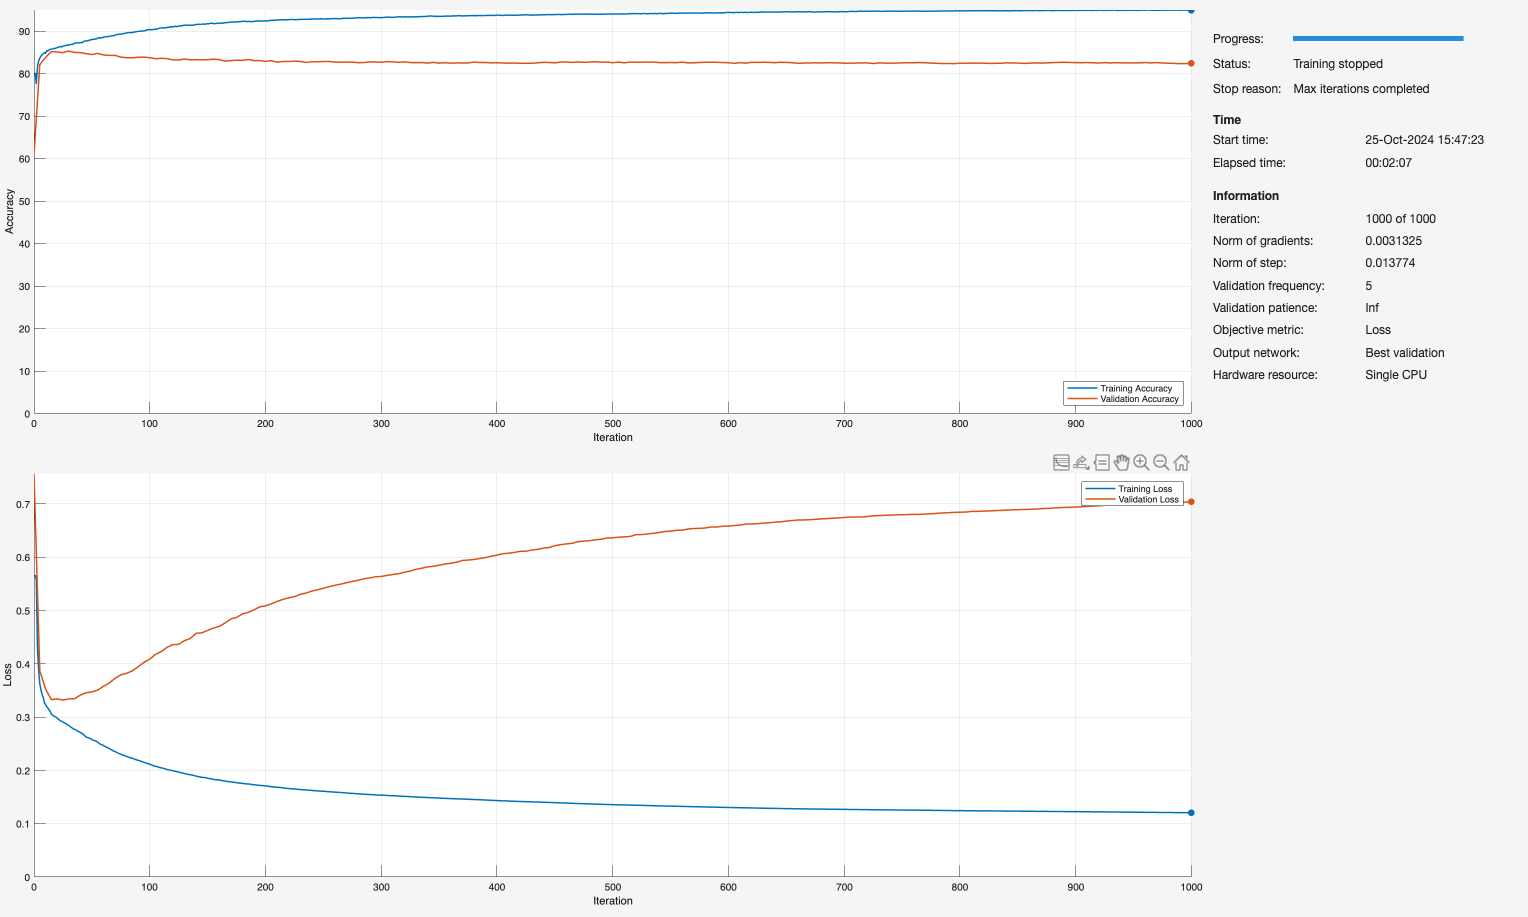 90
80
70
60
50
40
30
20
10
0
Accuracy
Training Accuracy
Validation Accuracy
0 100 200 300 400 500 600 700 800 900 1000
Iteration
0.7
0.6
0.5
0.4
0.3
0.2
0.1
0
Loss
Training Loss
Validation Loss
0 100 200 300 400 500 600 700 800 900 1000
Iteration
Progress:
Status: Training stopped
Stop reason: Max iterations completed
Time
Start time: 25-Oct-2024 15:47:23
Elapsed time: 00:02:07
Information
Iteration: 1000 of 1000
Norm of gradients: 0.0031325
Norm of step: 0.013774
Validation frequency: 5
Validation patience: Inf
Objective metric: Loss
Output network: Best validation
Hardware resource: Single CPU